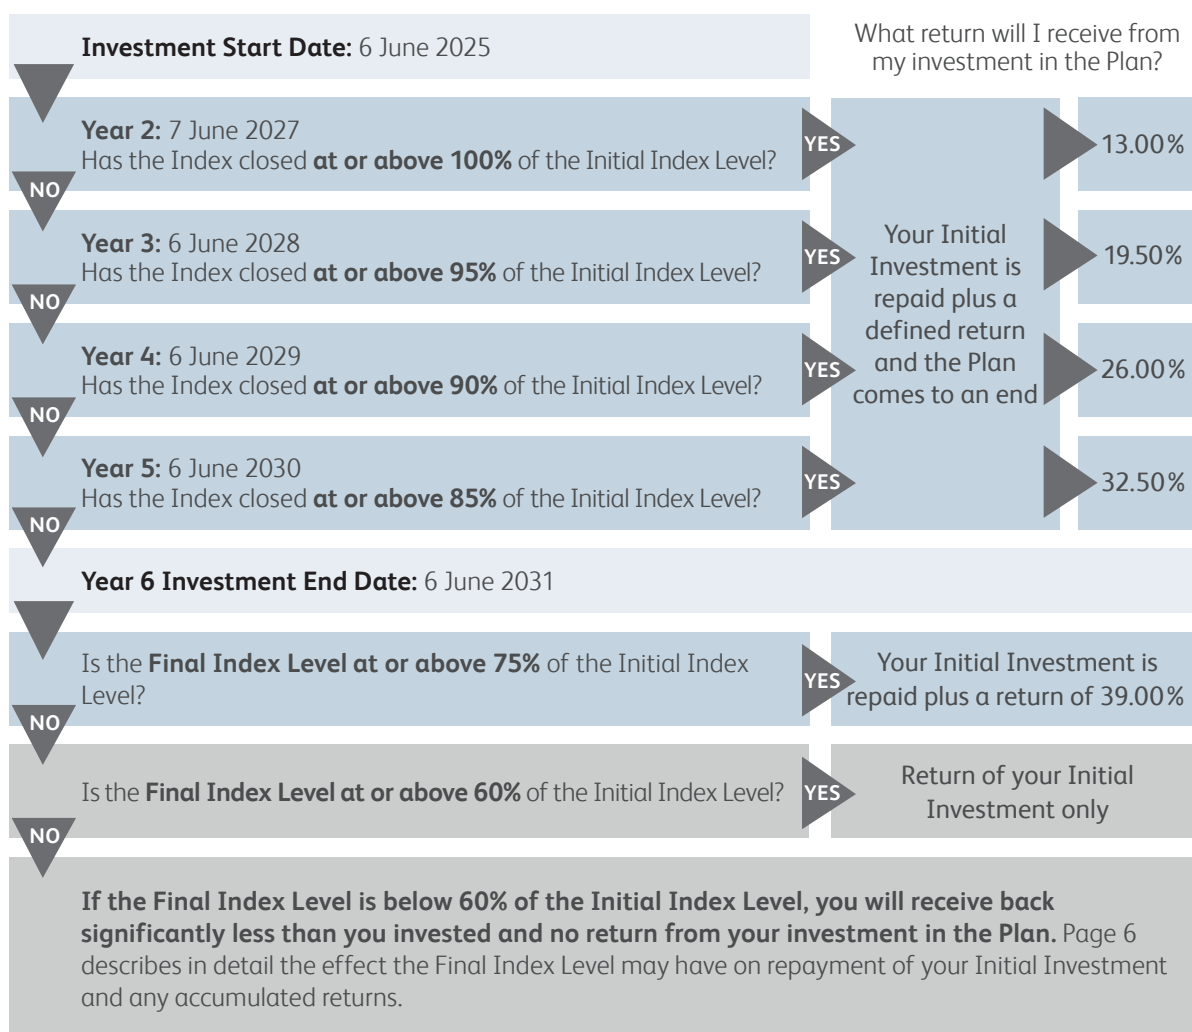 Investment Start Date: 6 June 2025
What return will I receive from
my investment in the Plan?
Year 2: 7 June 2027
Has the Index closed at or above 100% of the Initial Index Level?
YES
13.00%
NO
Year 3: 6 June 2028
Has the Index closed at or above 95% of the Initial Index Level?
YES
19.50%
NO
Year 4: 6 June 2029
Has the Index closed at or above 90% of the Initial Index Level?
YES
26.00%
NO
Year 5: 6 June 2030
Has the Index closed at or above 85% of the Initial Index Level?
YES
32.50%
NO
Your Initial
Investment is
repaid plus a
defined return
and the Plan
comes to an end
Year 6 Investment End Date: 6 June 2031
Is the Final Index Level at or above 75% of the Initial Index
Level?
YES
Your Initial Investment is
repaid plus a return of 39.00%
NO
Is the Final Index Level at or above 60% of the Initial Index Level?
YES
Return of your Initial
Investment only
NO
If the Final Index Level is below 60% of the Initial Index Level, you will receive back
significantly less than you invested and no return from your investment in the Plan. Page 6
describes in detail the effect the Final Index Level may have on repayment of your Initial Investment
and any accumulated returns.